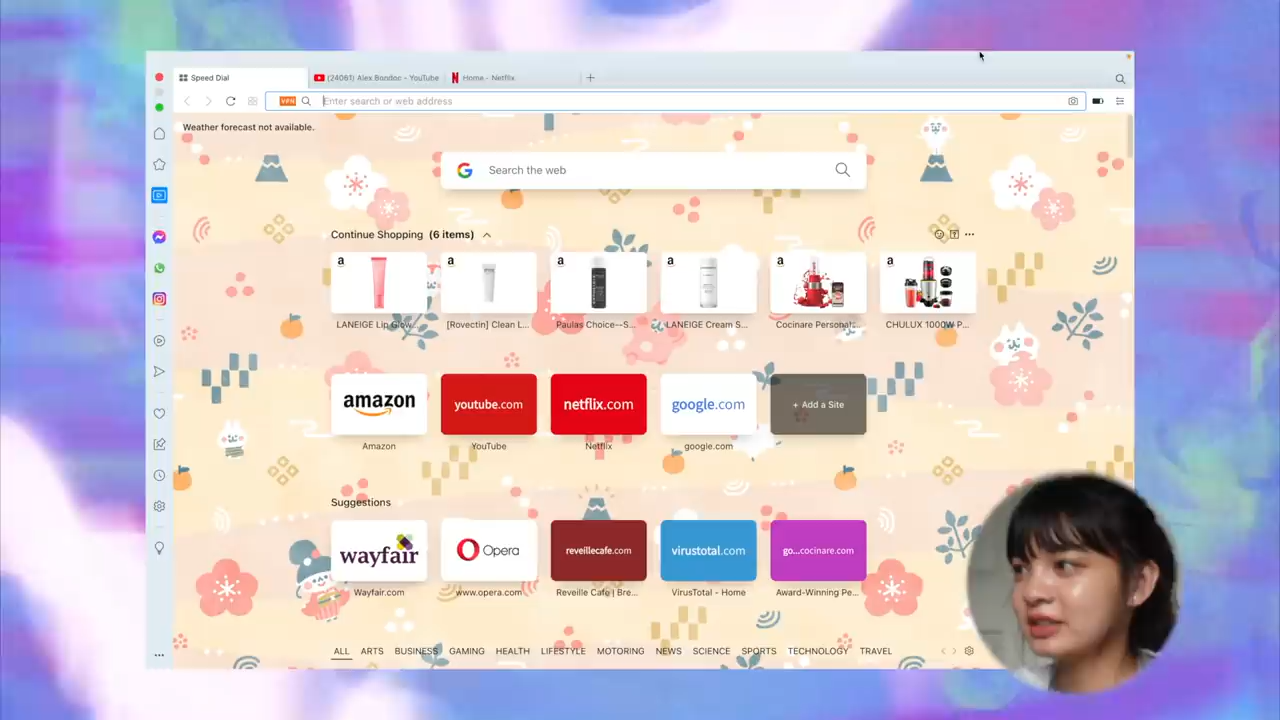 Speed Dial
(24061) Alex Bondoc - YouTube
Home - Netflix
VPN
Enter search or web address
Weather forecast not available.
Search the web
Continue Shopping (6 items)
a a a a a a
LANEIGE Lip Glow...
[Rovectin] Clean L...
Paulas Choice--S...
LANEIGE Cream S...
Cocinare Personal...
CHULUX 1000W P...
amazon
youtube.com
netflix.com
google.com
+ Add a Site
Amazon
YouTube
Netflix
google.com
Suggestions
wayfair
Opera
reveillecafe.com
virustotal.com
go...cocinare.com
Wayfair.com
www.opera.com
Reveille Cafe | Bre...
VirusTotal - Home
Award-Winning Pe...
ALL ARTS BUSINESS GAMING HEALTH LIFESTYLE MOTORING NEWS SCIENCE SPORTS TECHNOLOGY TRAVEL